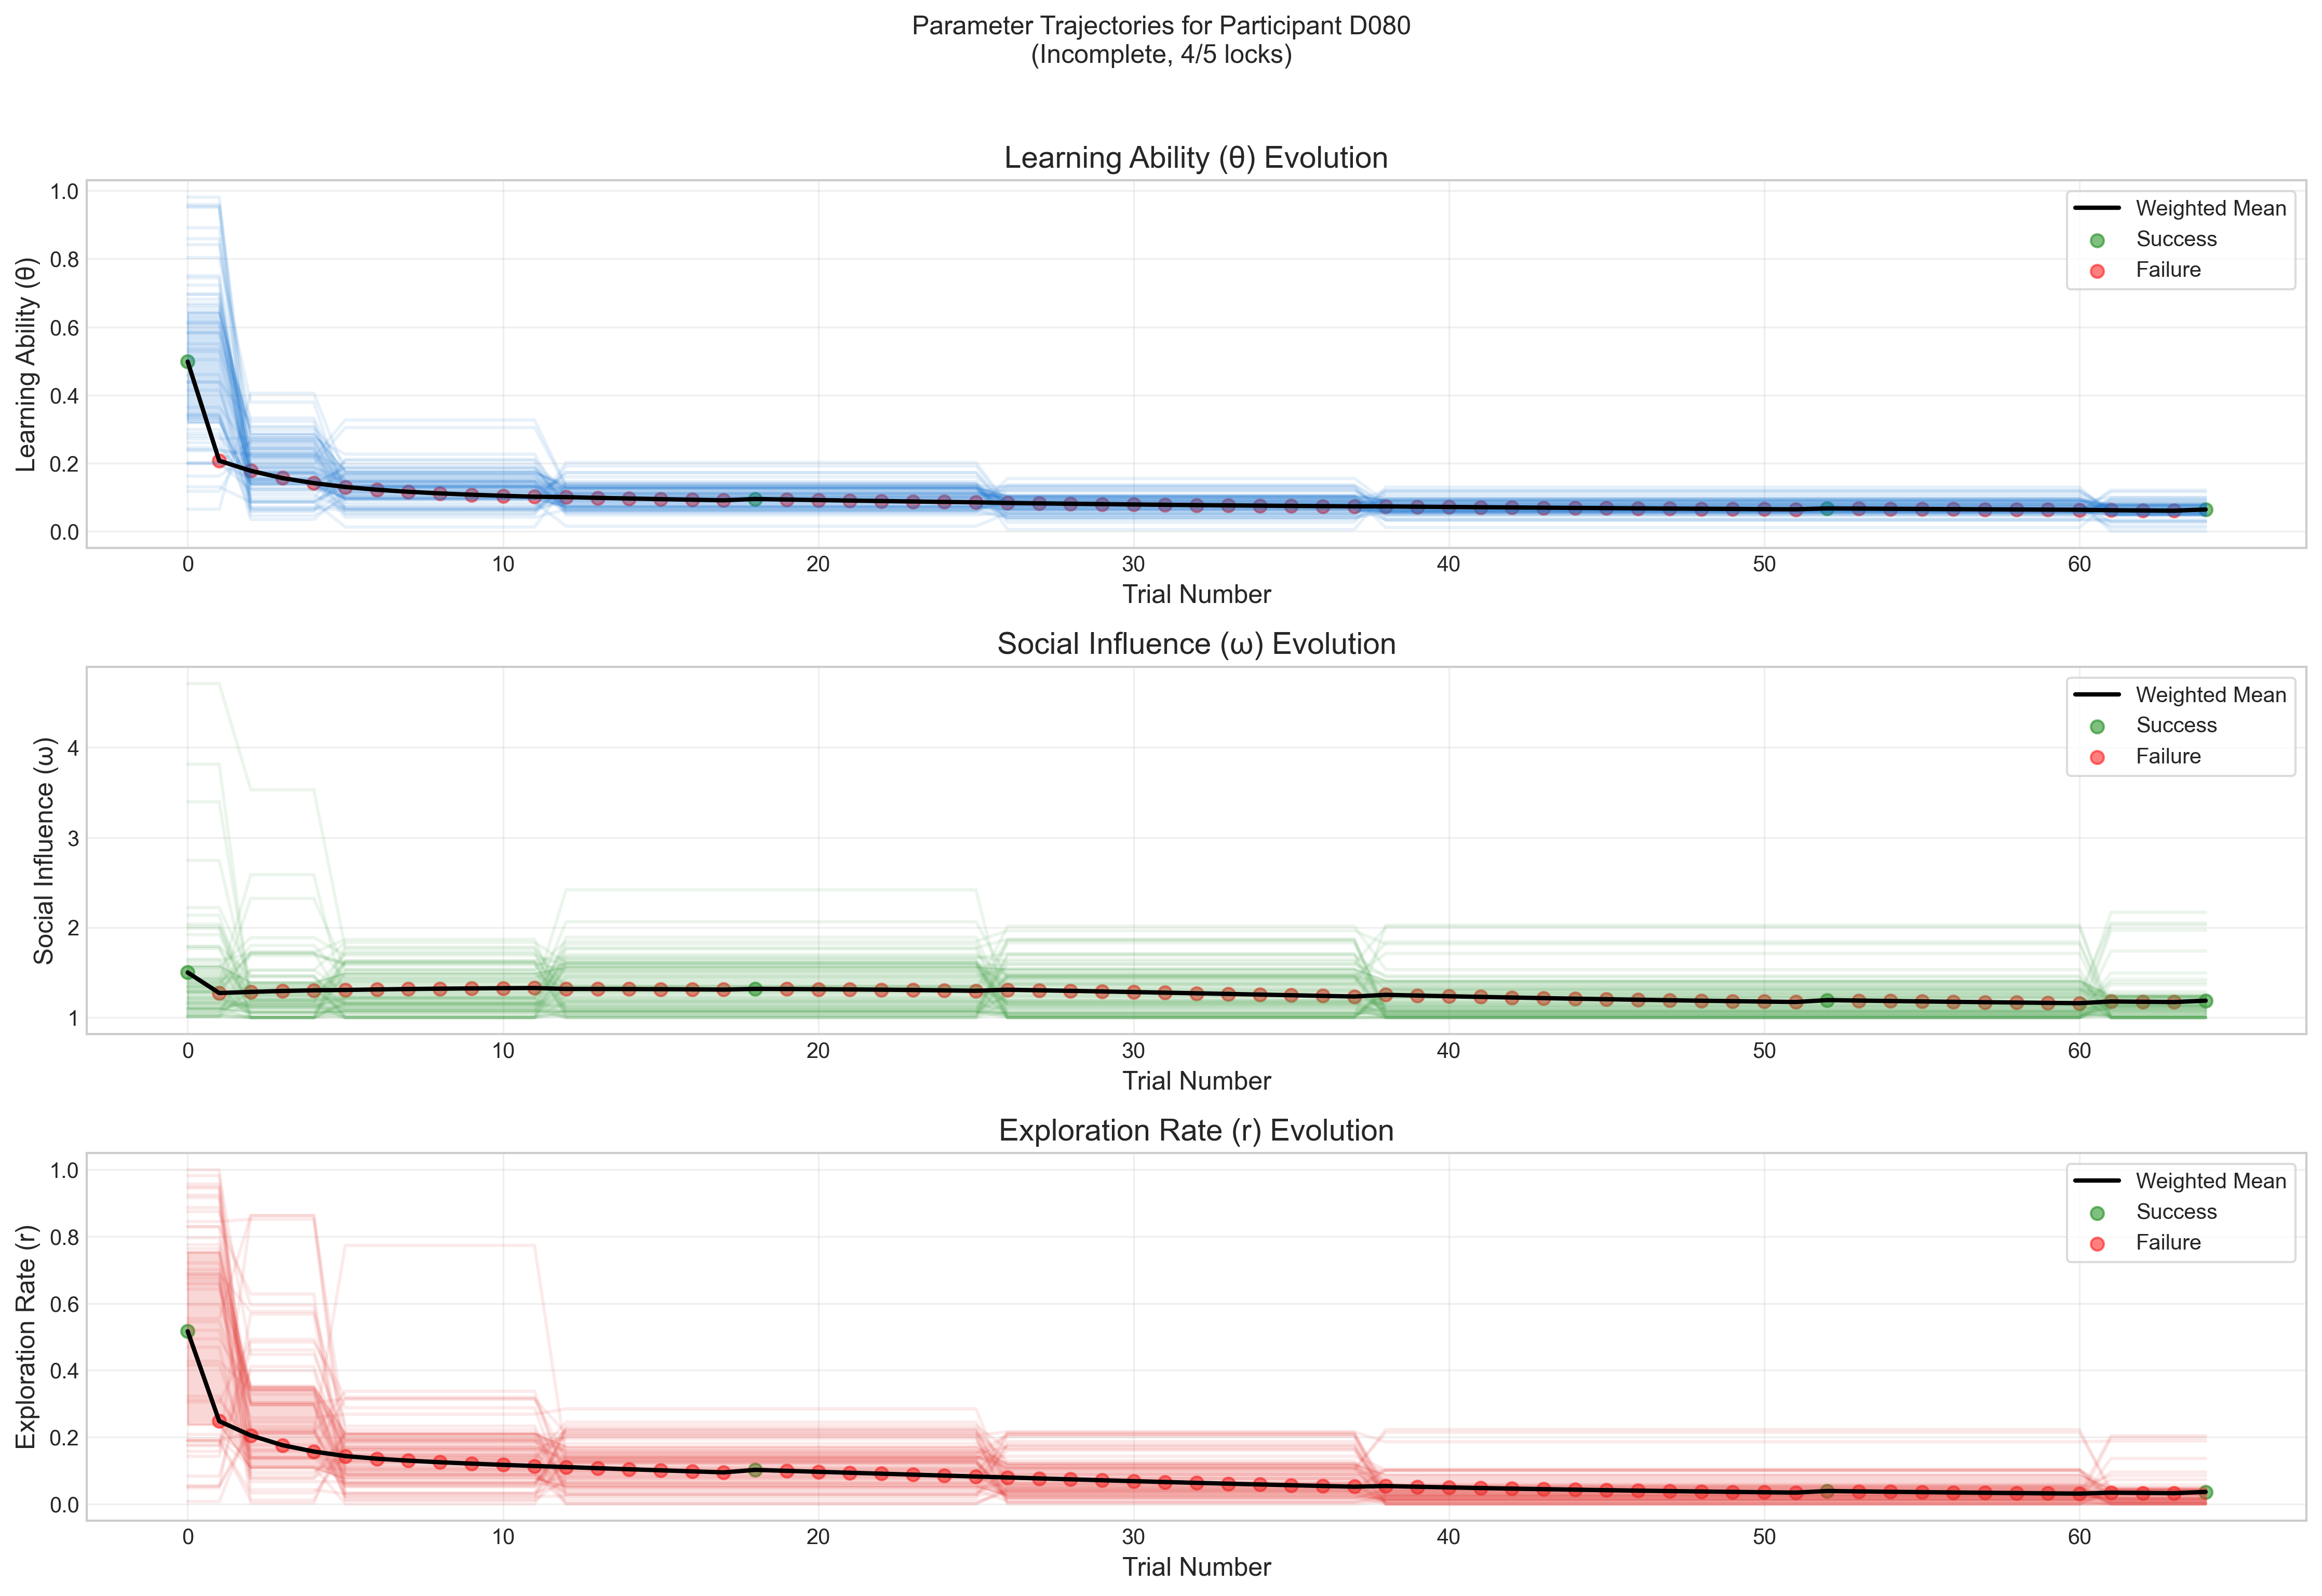 Parameter Trajectories for Participant D080
(Incomplete, 4/5 locks)
Learning Ability (θ) Evolution
Learning Ability (θ)
1.0
0.8
0.6
0.4
0.2
0.0
Weighted Mean
Success
Failure
0 10 20 30 40 50 60
Trial Number
Social Influence (ω) Evolution
Social Influence (ω)
4
3
2
1
Weighted Mean
Success
Failure
0 10 20 30 40 50 60
Trial Number
Exploration Rate (r) Evolution
Exploration Rate (r)
1.0
0.8
0.6
0.4
0.2
0.0
Weighted Mean
Success
Failure
0 10 20 30 40 50 60
Trial Number